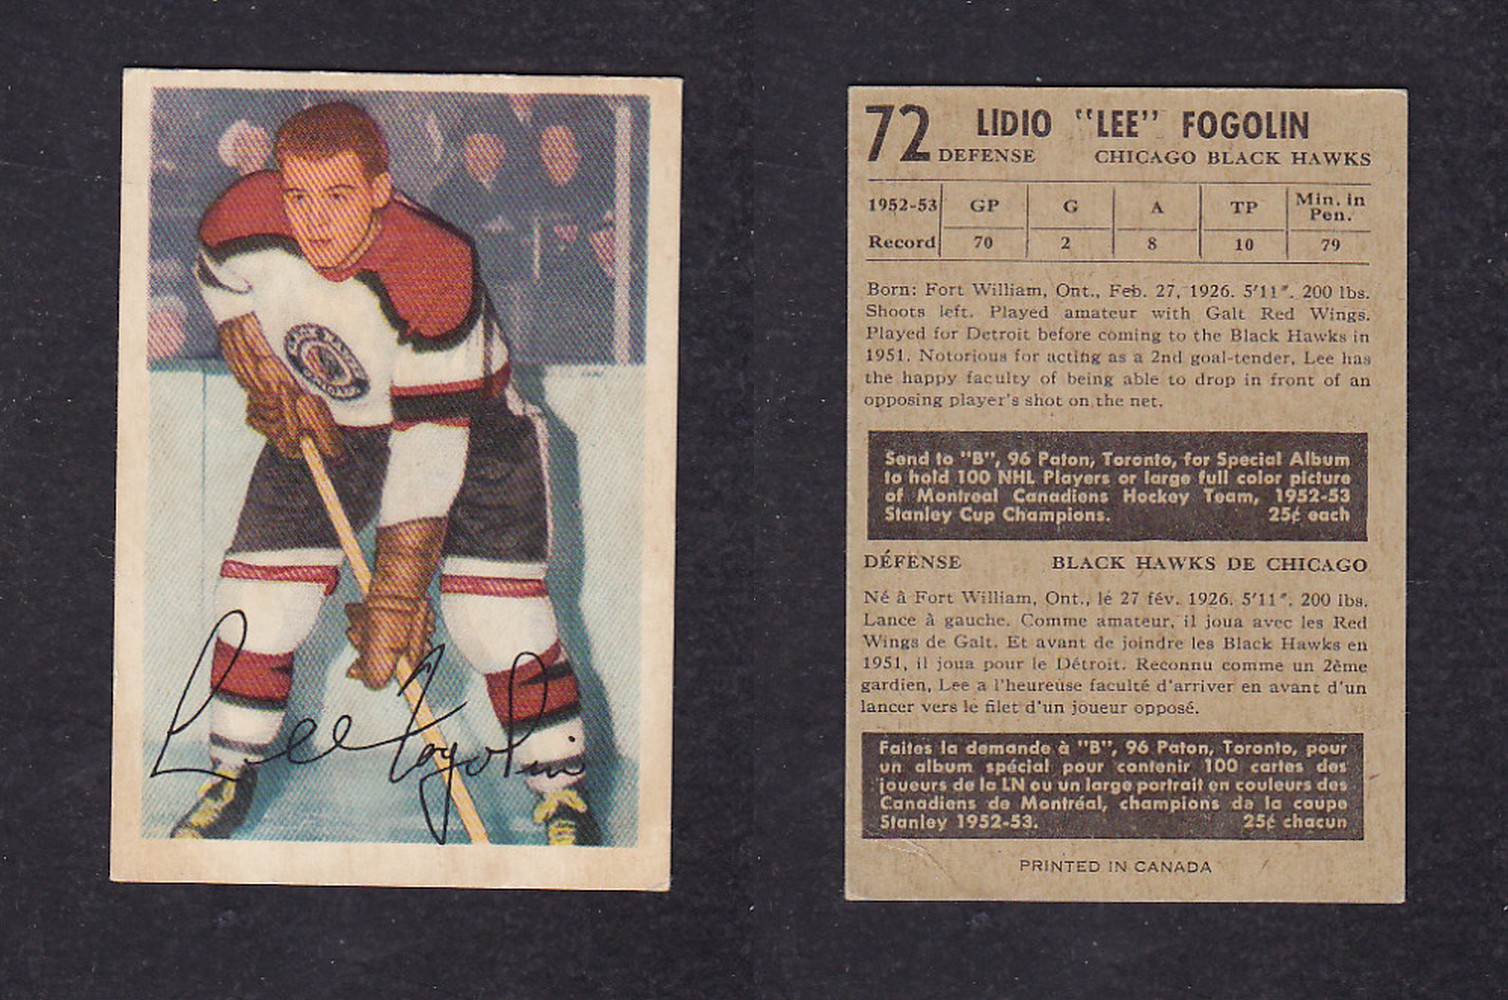 Lee Fogolin
BLACK HAWKS
CHICAGO
72 LIDIO "LEE" FOGOLIN
DEFENSE CHICAGO BLACK HAWKS
1952-53 GP G A TP Min. in Pen.
Record 70 2 8 10 79
Born: Fort William, Ont., Feb. 27, 1926. 5'11". 200 lbs.
Shoots left. Played amateur with Galt Red Wings.
Played for Detroit before coming to the Black Hawks in
1951. Notorious for acting as a 2nd goal-tender, Lee has
the happy faculty of being able to drop in front of an
opposing player's shot on the net.
Send to "B", 96 Paton, Toronto, for Special Album
to hold 100 NHL Players or large full color picture
of Montreal Canadiens Hockey Team, 1952-53
Stanley Cup Champions. 25¢ each
DÉFENSE BLACK HAWKS DE CHICAGO
Né à Fort William, Ont., lé 27 fév. 1926. 5'11". 200 lbs.
Lance à gauche. Comme amateur, il joua avec les Red
Wings de Galt. Et avant de joindre les Black Hawks en
1951, il joua pour le Détroit. Reconnu comme un 2ème
gardien, Lee a l'heureuse faculté d'arriver en avant d'un
lancer vers le filet d'un joueur opposé.
Faites la demande à "B", 96 Paton, Toronto, pour
un album spécial pour contenir 100 cartes des
joueurs de la LN ou un large portrait en couleurs des
Canadiens de Montréal, champions de la coupe
Stanley 1952-53. 25¢ chacun
PRINTED IN CANADA